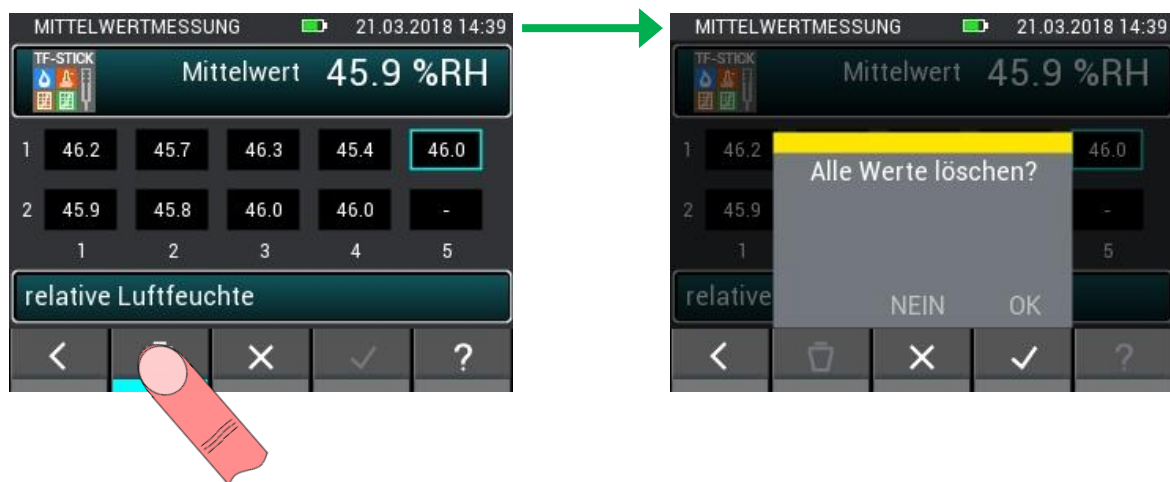 MITTELWERTMESSUNG 21.03.2018 14:39
TF-STICK
Mittelwert 45.9 %RH
1 46.2 45.7 46.3 45.4 46.0
2 45.9 45.8 46.0 46.0 -
1 2 3 4 5
relative Luftfeuchte
?
MITTELWERTMESSUNG 21.03.2018 14:39
TF-STICK
Mittelwert 45.9 %RH
1 46.2 46.0
Alle Werte löschen?
2 45.9 -
1 5
relative
NEIN OK
?